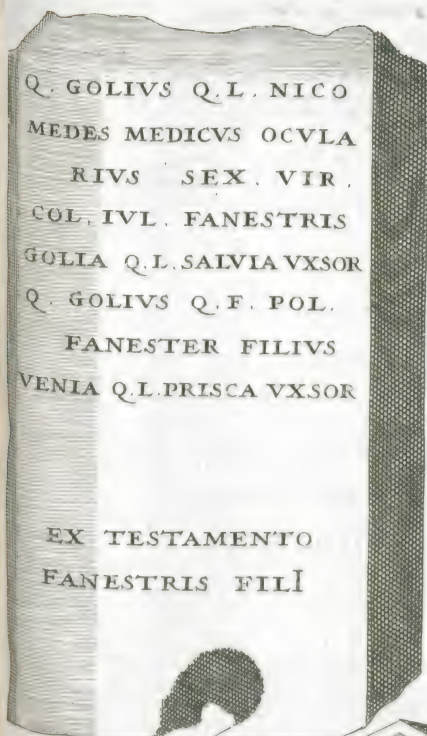 Q. GOLIVS Q.L. NICO
MEDES MEDICVS OCVLA
RIVS SEX. VIR.
COL. IVL. FANESTRIS
GOLIA Q.L. SALVIA VXSOR
Q. GOLIVS Q.F. POL.
FANESTER FILIVS
VENIA Q.L. PRISCA VXSOR
EX TESTAMENTO
FANESTRIS FILI